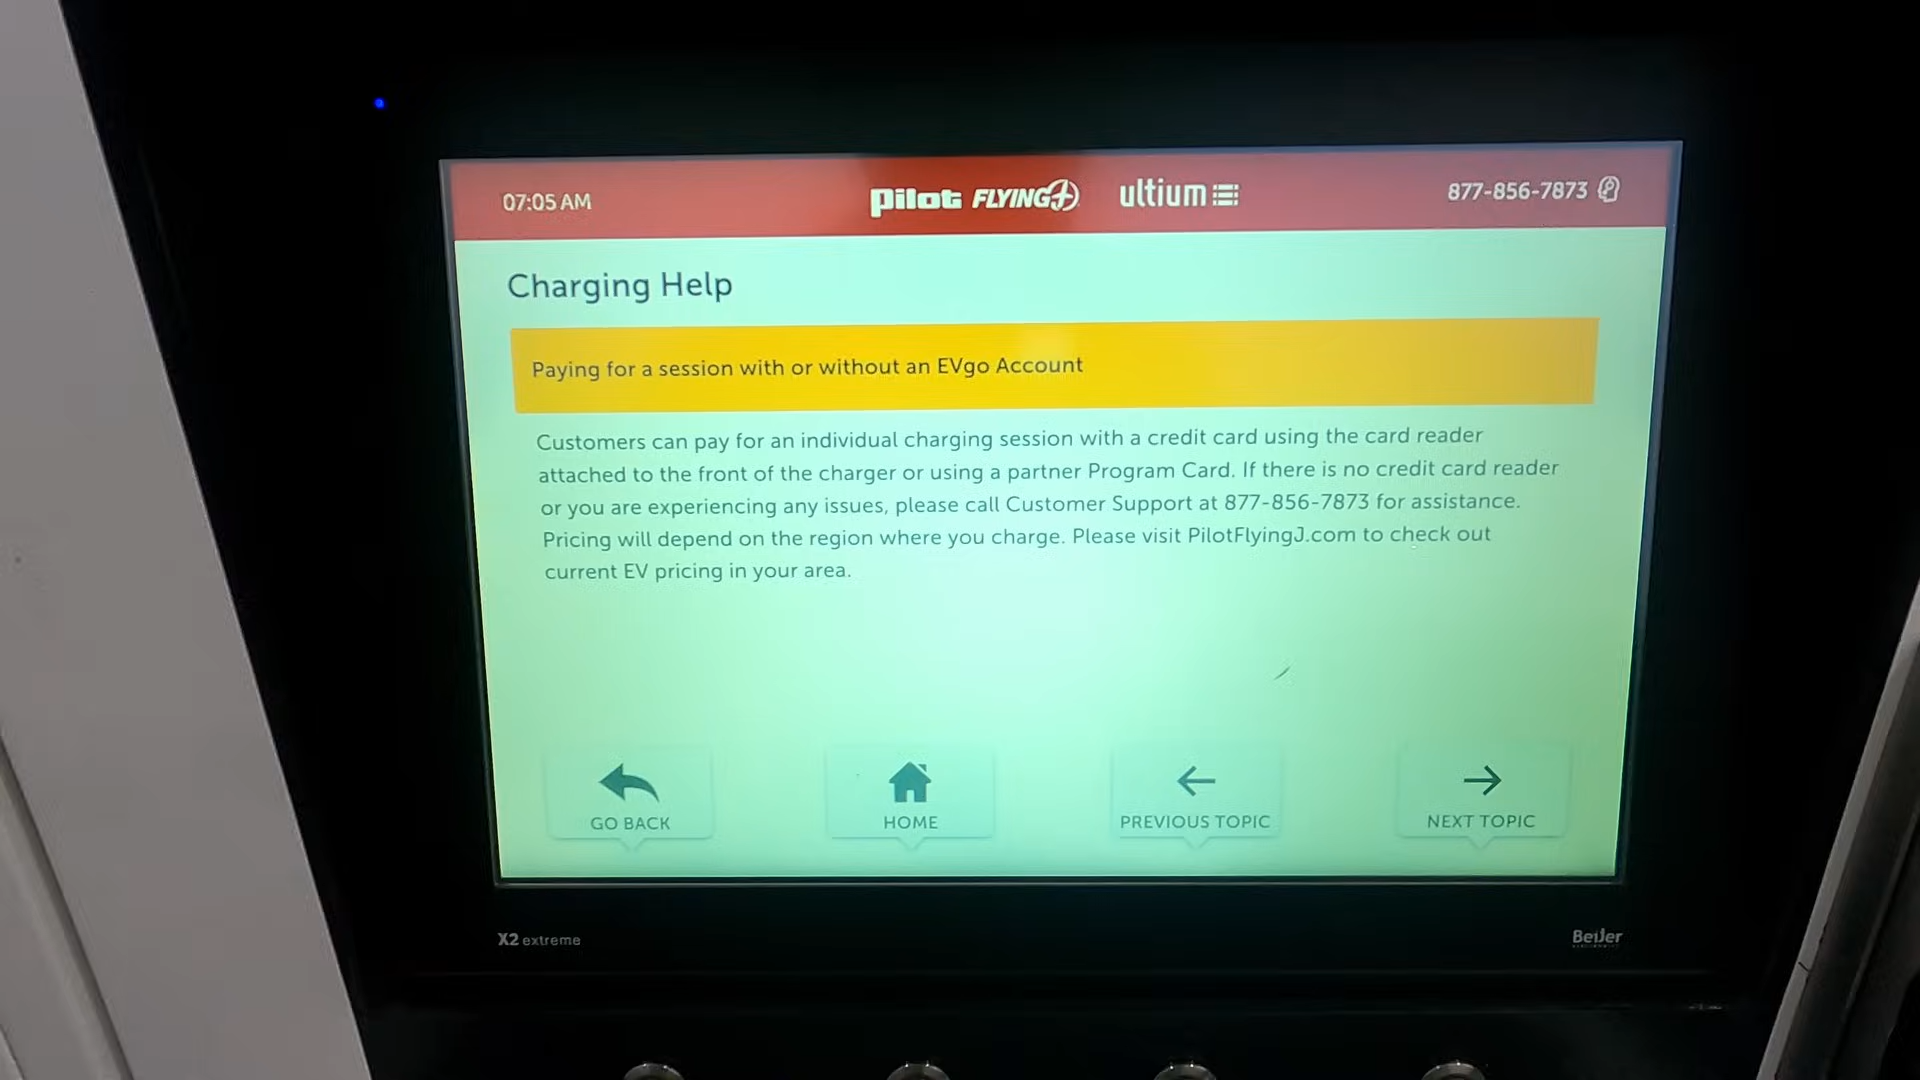 07:05 AM
Pilot FLYING J
ultium
877-856-7873
Charging Help
Paying for a session with or without an EVgo Account
Customers can pay for an individual charging session with a credit card using the card reader
attached to the front of the charger or using a partner Program Card. If there is no credit card reader
or you are experiencing any issues, please call Customer Support at 877-856-7873 for assistance.
Pricing will depend on the region where you charge. Please visit PilotFlyingJ.com to check out
current EV pricing in your area.
GO BACK
HOME
PREVIOUS TOPIC
NEXT TOPIC
X2 extreme
Beijer